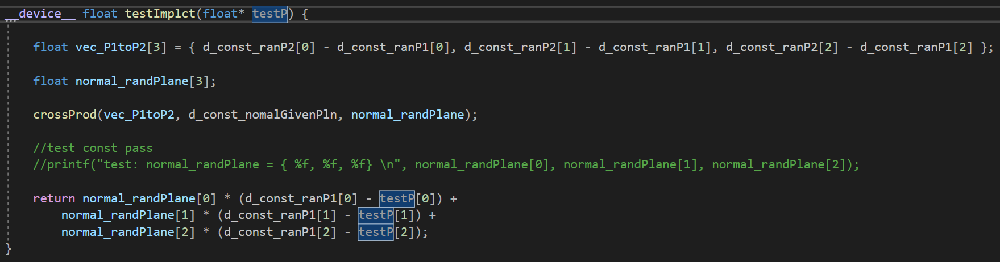 __device__ float testImplct(float* testP) {
float vec_P1toP2[3] = { d_const_ranP2[0] - d_const_ranP1[0], d_const_ranP2[1] - d_const_ranP1[1], d_const_ranP2[2] - d_const_ranP1[2] };
float normal_randPlane[3];
crossProd(vec_P1toP2, d_const_nomalGivenPln, normal_randPlane);
//test const pass
//printf("test: normal_randPlane = { %f, %f, %f} \n", normal_randPlane[0], normal_randPlane[1], normal_randPlane[2]);
return normal_randPlane[0] * (d_const_ranP1[0] - testP[0]) +
normal_randPlane[1] * (d_const_ranP1[1] - testP[1]) +
normal_randPlane[2] * (d_const_ranP1[2] - testP[2]);
}